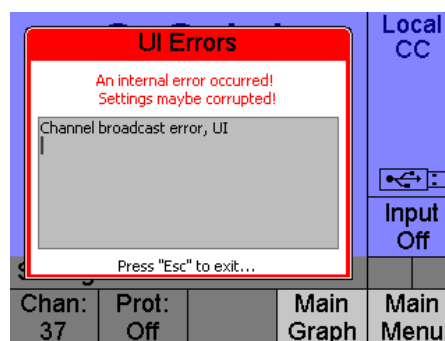 UI Errors
An internal error occurred!
Settings maybe corrupted!
Channel broadcast error, UI
Press "Esc" to exit...
Local
CC
Input
Off
Chan:
37
Prot:
Off
Main
Graph
Main
Menu